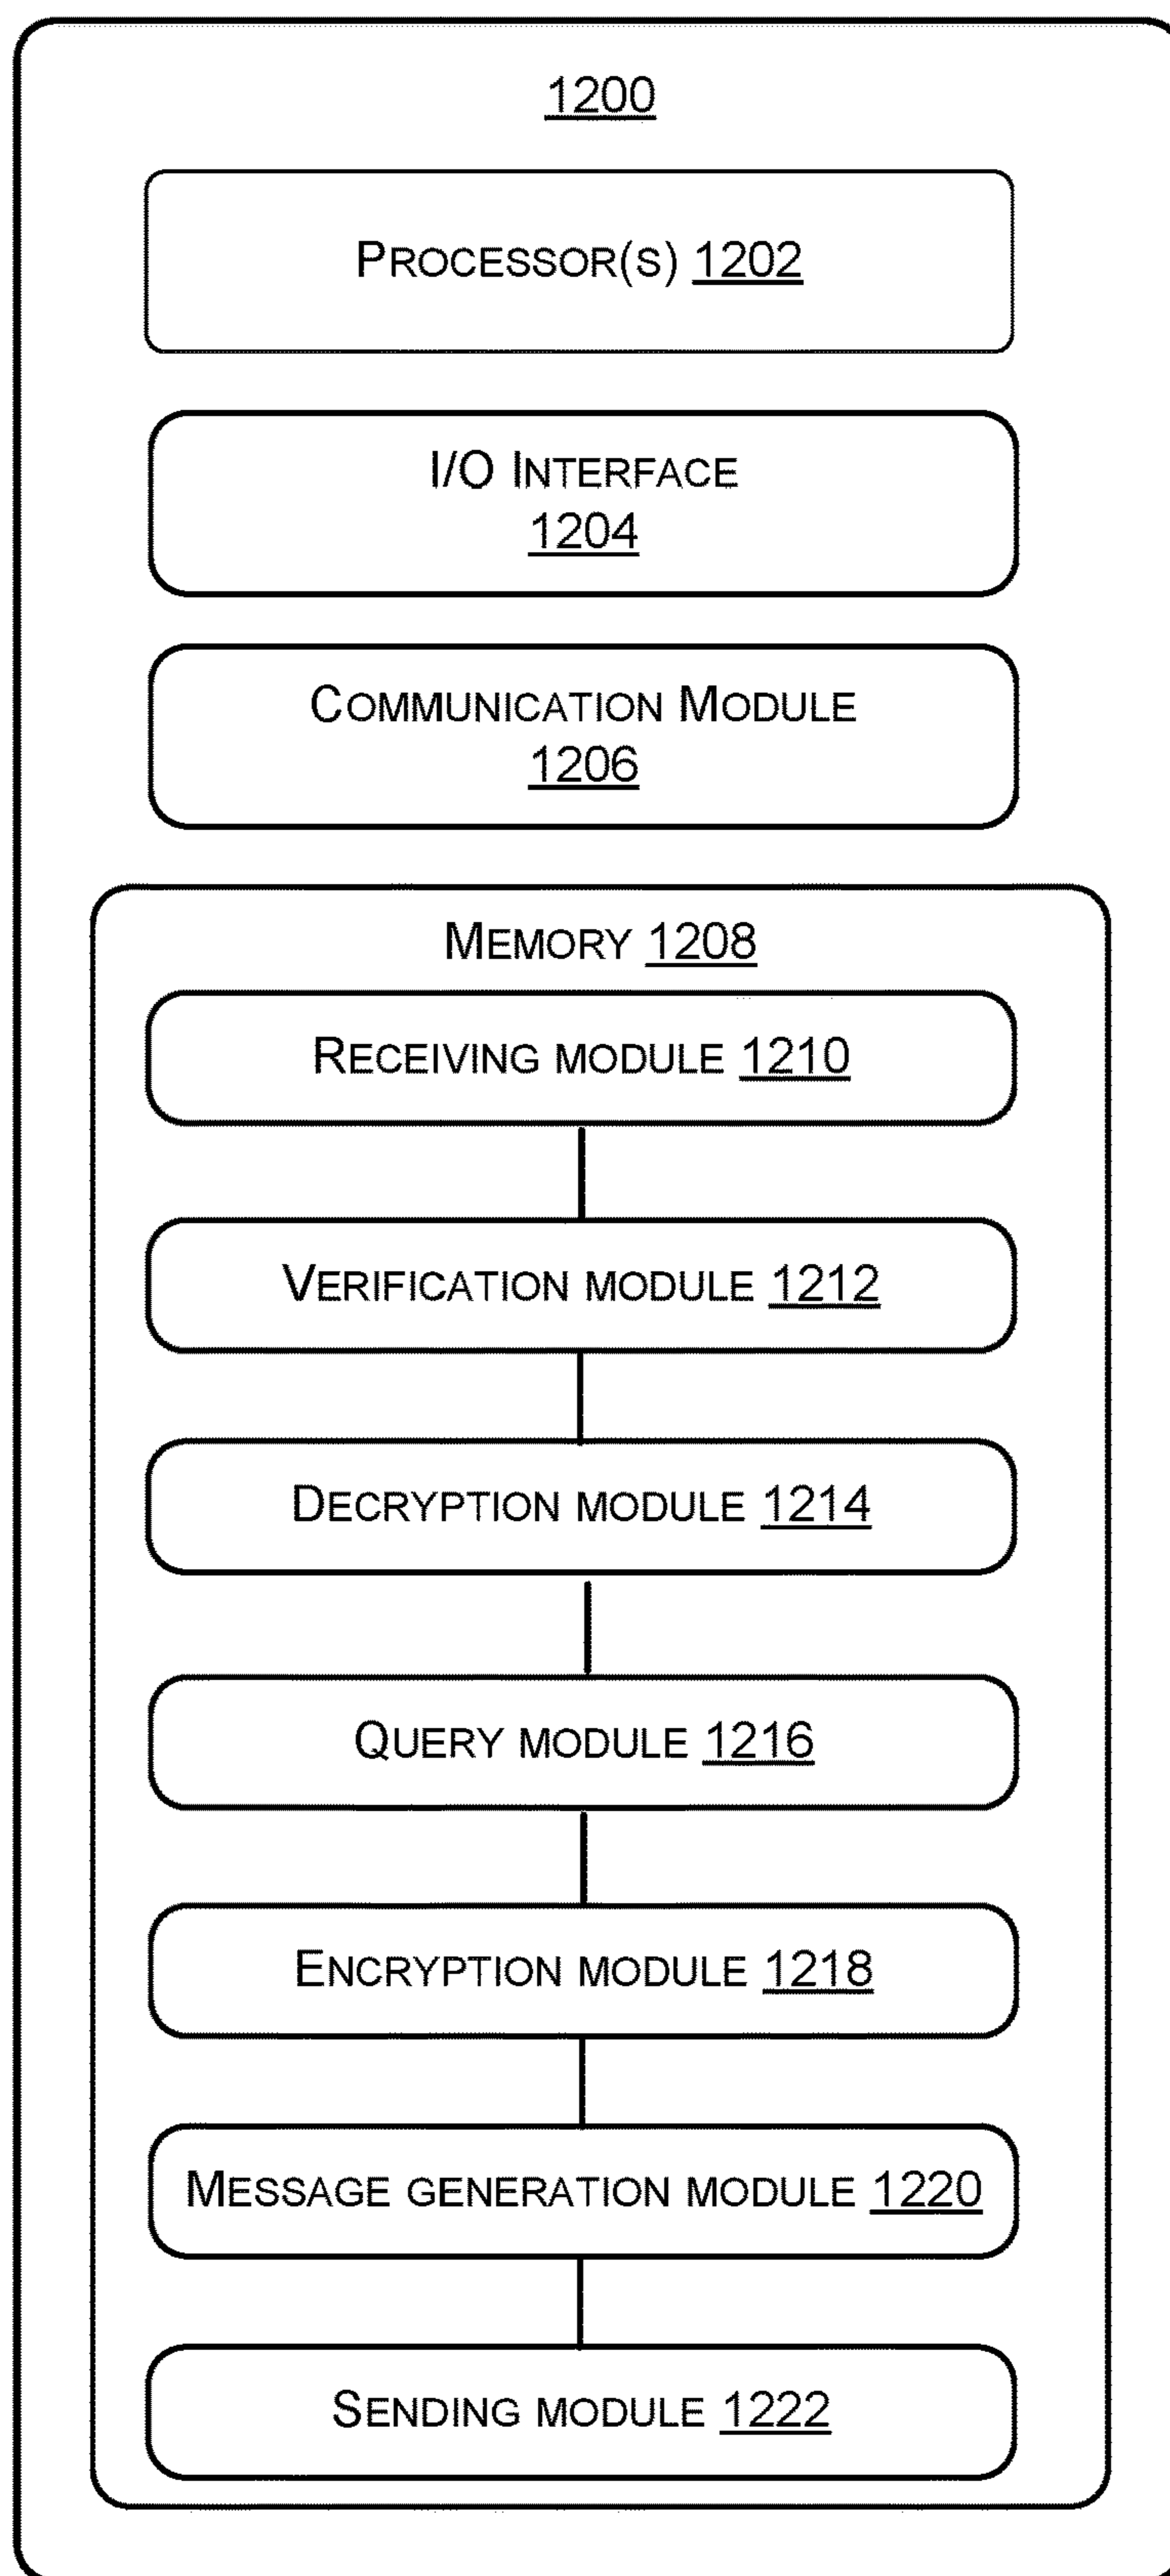 1200
PROCESSOR(S) 1202
I/O INTERFACE
1204
COMMUNICATION MODULE
1206
MEMORY 1208
RECEIVING MODULE 1210
VERIFICATION MODULE 1212
DECRYPTION MODULE 1214
QUERY MODULE 1216
ENCRYPTION MODULE 1218
MESSAGE GENERATION MODULE 1220
SENDING MODULE 1222